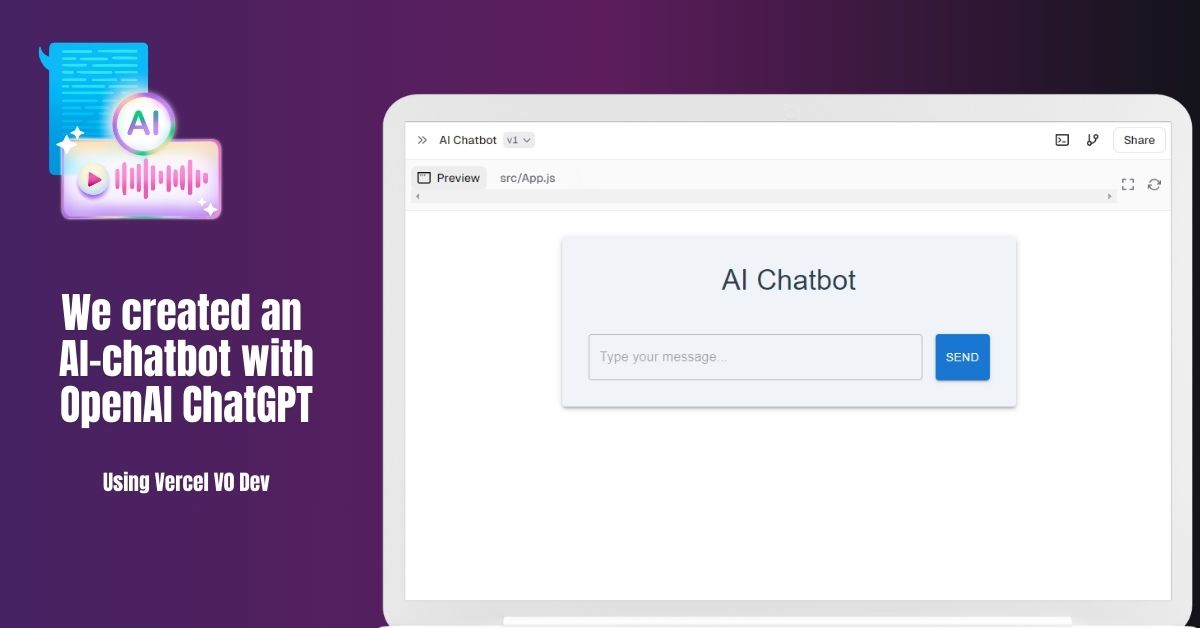 AI
We created an
AI-chatbot with
OpenAI ChatGPT
Using Vercel VO Dev
AI Chatbot v1
Share
Preview src/App.js
AI Chatbot
Type your message...
SEND